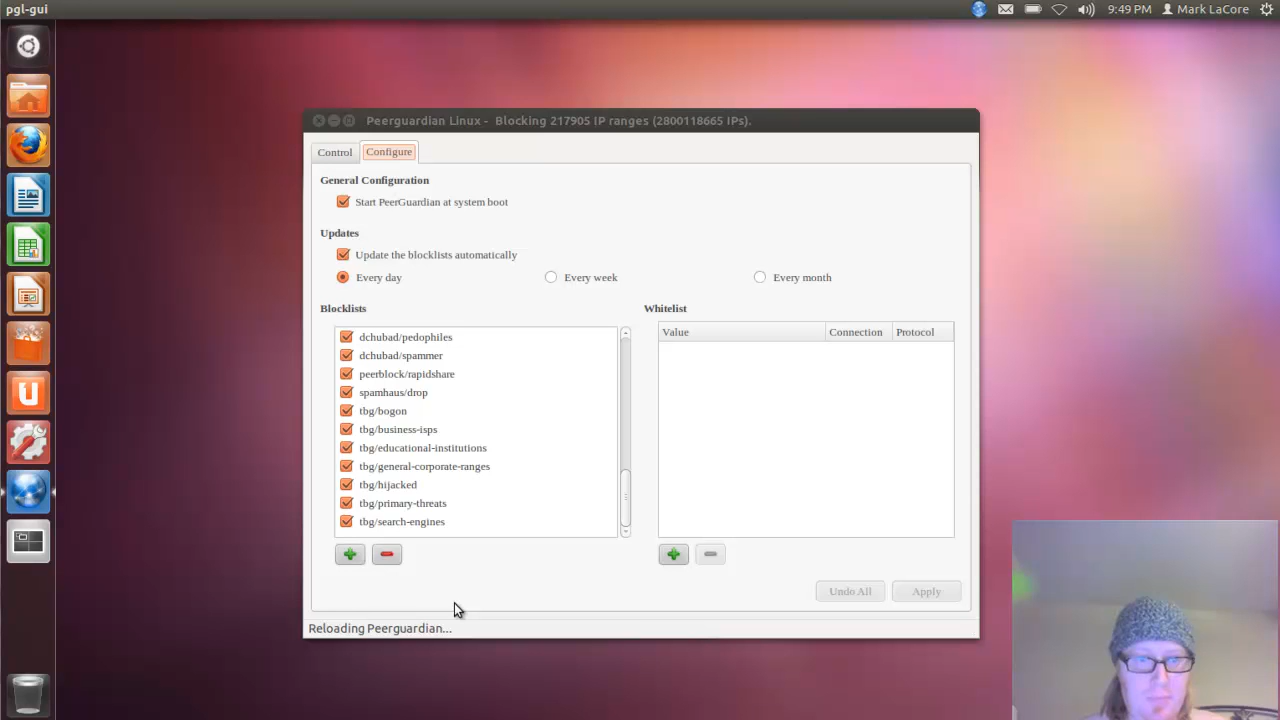 pgl-gui
9:49 PM
Mark LaCore
Peerguardian Linux - Blocking 217905 IP ranges (2800118665 IPs).
Control
Configure
General Configuration
Start PeerGuardian at system boot
Updates
Update the blocklists automatically
Every day
Every week
Every month
Blocklists
dchubad/pedophiles
dchubad/spammer
peerblock/rapidshare
spamhaus/drop
tbg/bogon
tbg/business-isps
tbg/educational-institutions
tbg/general-corporate-ranges
tbg/hijacked
tbg/primary-threats
tbg/search-engines
Whitelist
Value
Connection
Protocol
Undo All
Apply
Reloading Peerguardian...